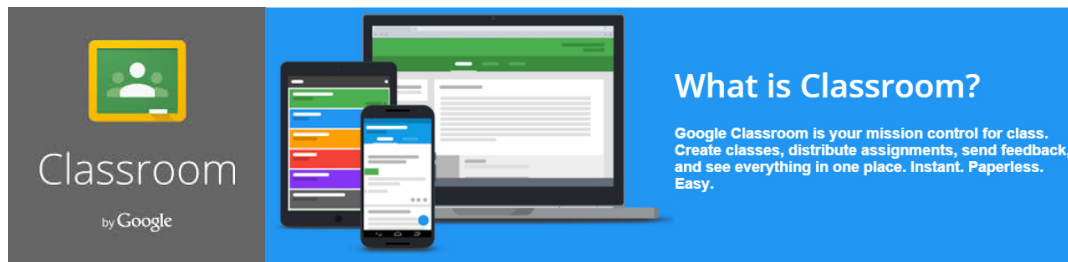 Classroom
by Google
What is Classroom?
Google Classroom is your mission control for class.
Create classes, distribute assignments, send feedback,
and see everything in one place. Instant. Paperless.
Easy.